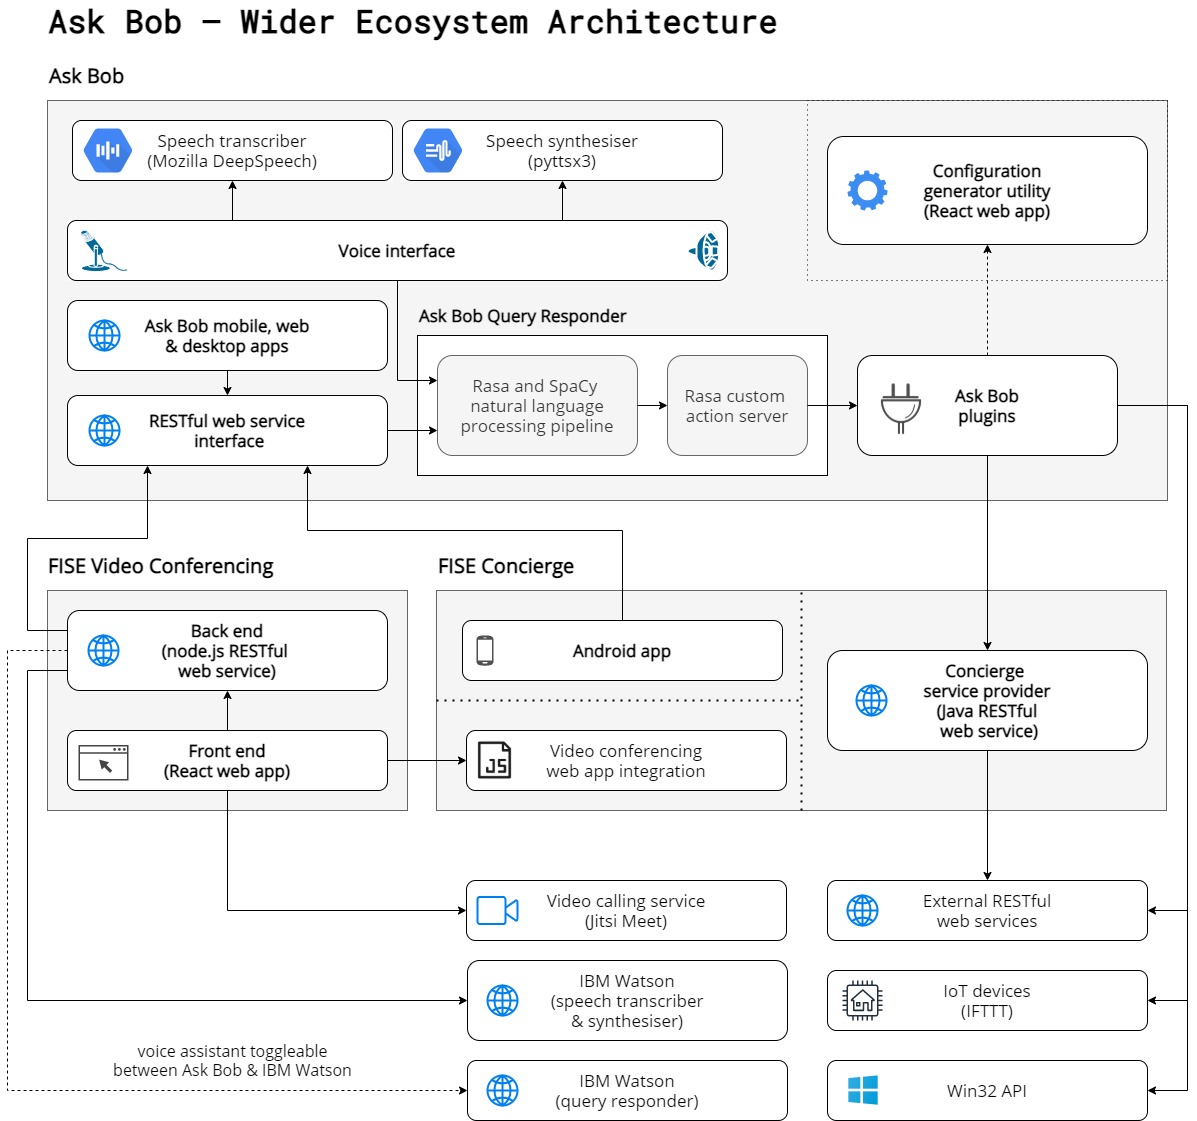 Ask Bob – Wider Ecosystem Architecture
Ask Bob
Speech transcriber
(Mozilla DeepSpeech)
Speech synthesiser
(pyttsx3)
Configuration
generator utility
(React web app)
Voice interface
Ask Bob mobile, web
& desktop apps
Ask Bob Query Responder
Rasa and SpaCy
natural language
processing pipeline
Rasa custom
action server
Ask Bob
plugins
RESTful web service
interface
FISE Video Conferencing
FISE Concierge
Back end
(node.js RESTful
web service)
Android app
Concierge
service provider
(Java RESTful
web service)
Front end
(React web app)
JS
Video conferencing
web app integration
Video calling service
(Jitsi Meet)
External RESTful
web services
IBM Watson
(speech transcriber
& synthesiser)
IoT devices
(IFTTT)
voice assistant toggleable
between Ask Bob & IBM Watson
IBM Watson
(query responder)
Win32 API